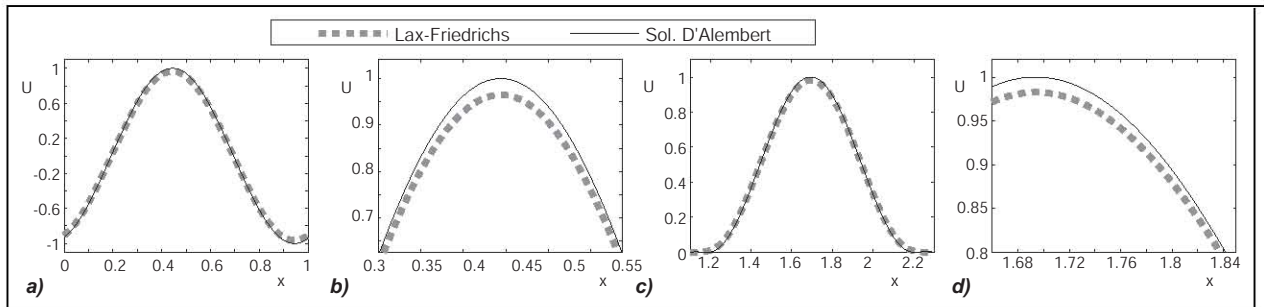 Lax-Friedrichs Sol. D'Alembert
U
1
0.6
0.2
-0.2
-0.6
-1
0 0.2 0.4 0.6 0.8 1
x
a)
U
1
0.9
0.8
0.7
0.3 0.35 0.45 0.5 0.55
x
b)
U
1
0.8
0.6
0.4
0.2
0
1.2 1.4 1.6 1.8 2 2.2
x
c)
U
1
0.95
0.9
0.85
0.8
1.68 1.72 1.76 1.8 1.84
x
d)